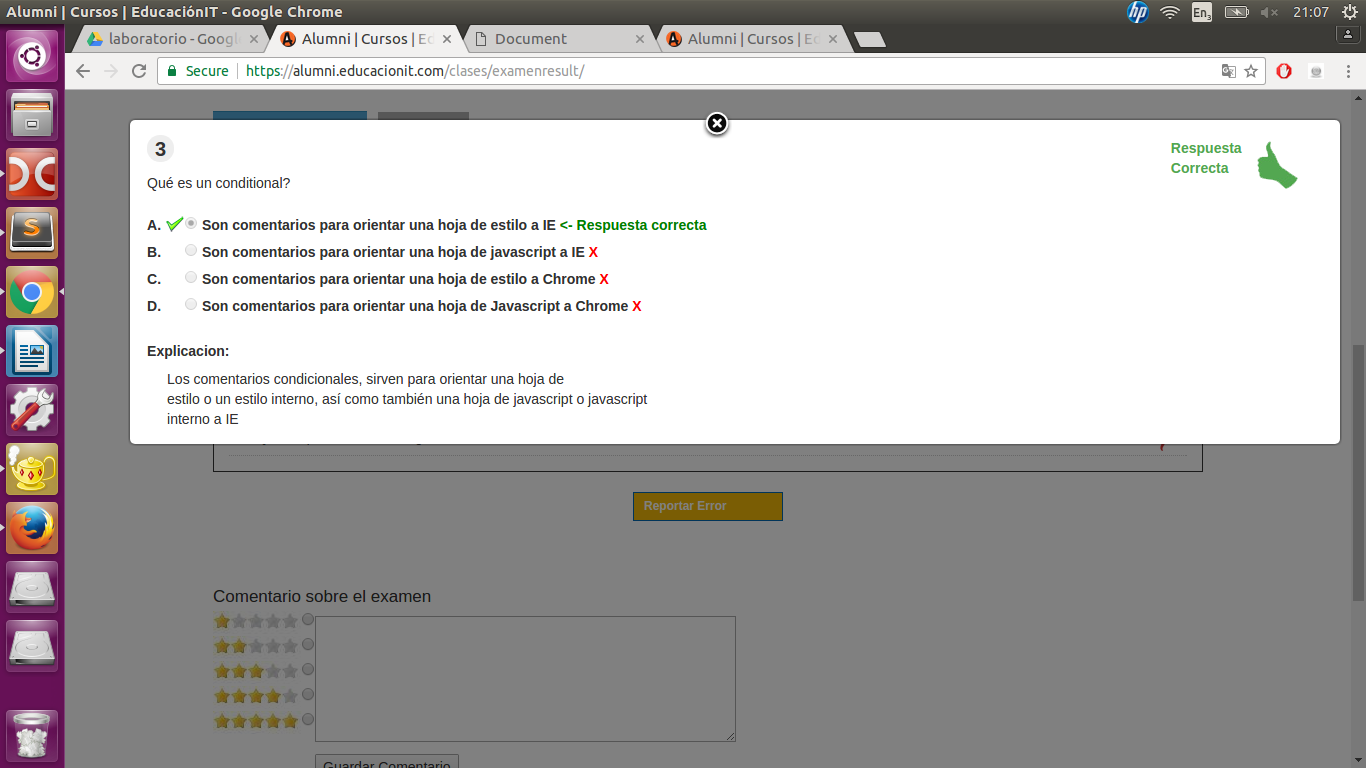 Alumni | Cursos | EducaciónIT - Google Chrome
En3
21:07
laboratorio - Googl
Alumni | Cursos | Ed
Document
Alumni | Cursos | Ed
Secure
https://alumni.educacionit.com/clases/examenresult/
3
Respuesta
Correcta
Qué es un conditional?
A. Son comentarios para orientar una hoja de estilo a IE <- Respuesta correcta
B. Son comentarios para orientar una hoja de javascript a IE X
C. Son comentarios para orientar una hoja de estilo a Chrome X
D. Son comentarios para orientar una hoja de Javascript a Chrome X
Explicacion:
Los comentarios condicionales, sirven para orientar una hoja de
estilo o un estilo interno, así como también una hoja de javascript o javascript
interno a IE
Reportar Error
Comentario sobre el examen
Guardar Comentario